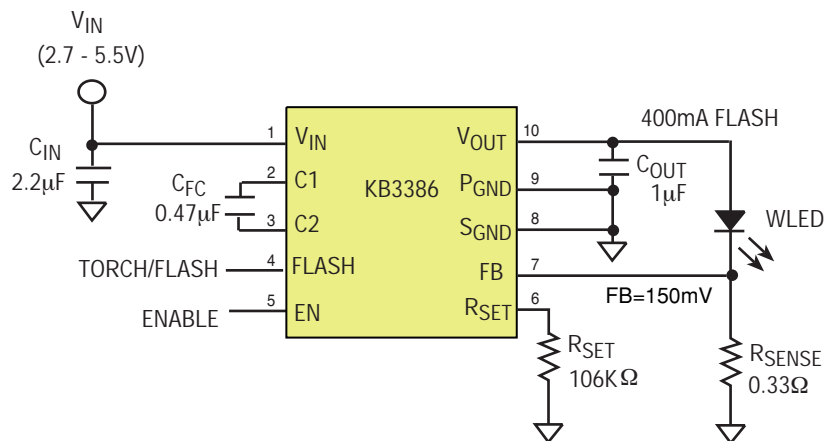 VIN
(2.7 - 5.5V)
CIN
2.2µF
CFC
0.47µF
TORCH/FLASH
ENABLE
1
2
3
4
5
VIN
C1
C2
FLASH
EN
KB3386
VOUT
PGND
SGND
FB
RSET
10
9
8
7
6
400mA FLASH
COUT
1µF
WLED
FB=150mV
RSET
106KΩ
RSENSE
0.33Ω